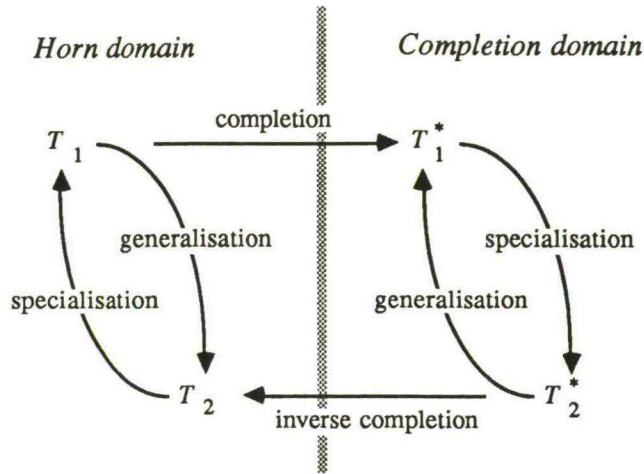 Horn domain
Completion domain
T 1
completion
T 1 *
generalisation
specialisation
specialisation
generalisation
T 2
inverse completion
T 2 *